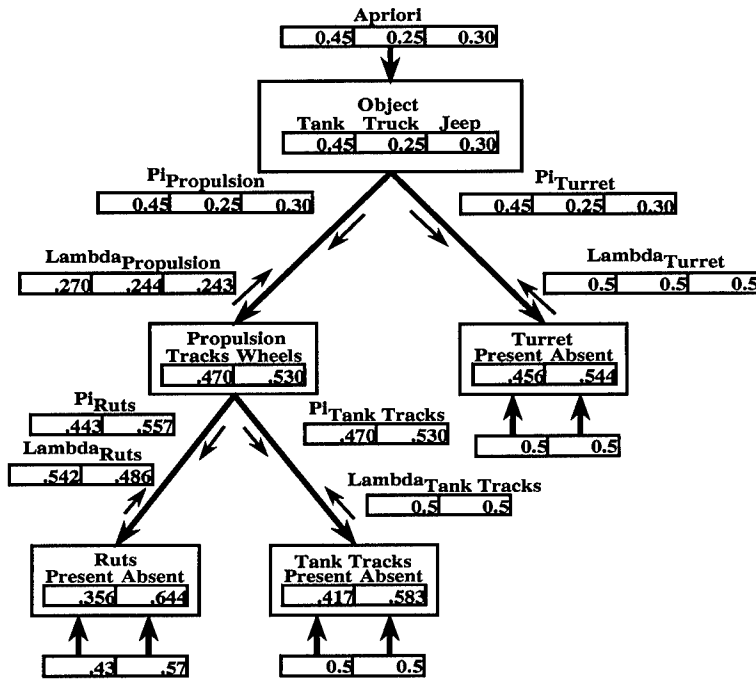 Apriori
0.45 0.25 0.30
Object
Tank Truck Jeep
0.45 0.25 0.30
PiPropulsion
0.45 0.25 0.30
PiTurret
0.45 0.25 0.30
LambdaPropulsion
.270 .244 .243
LambdaTurret
0.5 0.5 0.5
Propulsion
Tracks Wheels
.470 .530
Turret
Present Absent
.456 .544
0.5 0.5
PiRuts
.443 .557
LambdaRuts
.542 .486
PiTank Tracks
.470 .530
LambdaTank Tracks
0.5 0.5
Ruts
Present Absent
.356 .644
.43 .57
Tank Tracks
Present Absent
.417 .583
0.5 0.5